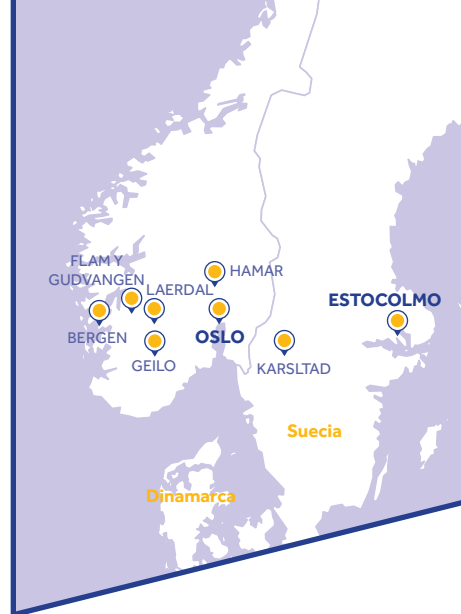 FLAM Y
GUDVANGEN
LAERDAL
HAMAR
BERGEN
GEILO
OSLO
ESTOCOLMO
KARSLTAD
Suecia
Dinamarca